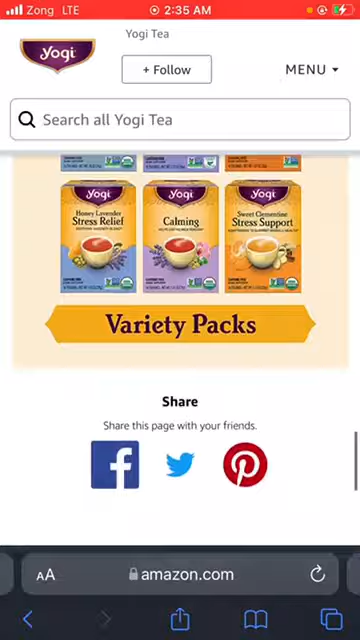 Zong LTE 2:35 AM
Yogi Tea
yogi
+ Follow
MENU
Search all Yogi Tea
yogi yogi yogi
Honey Lavender
Stress Relief
Calming
Sweet Clementine
Stress Support
Variety Packs
Share
Share this page with your friends.
AA amazon.com